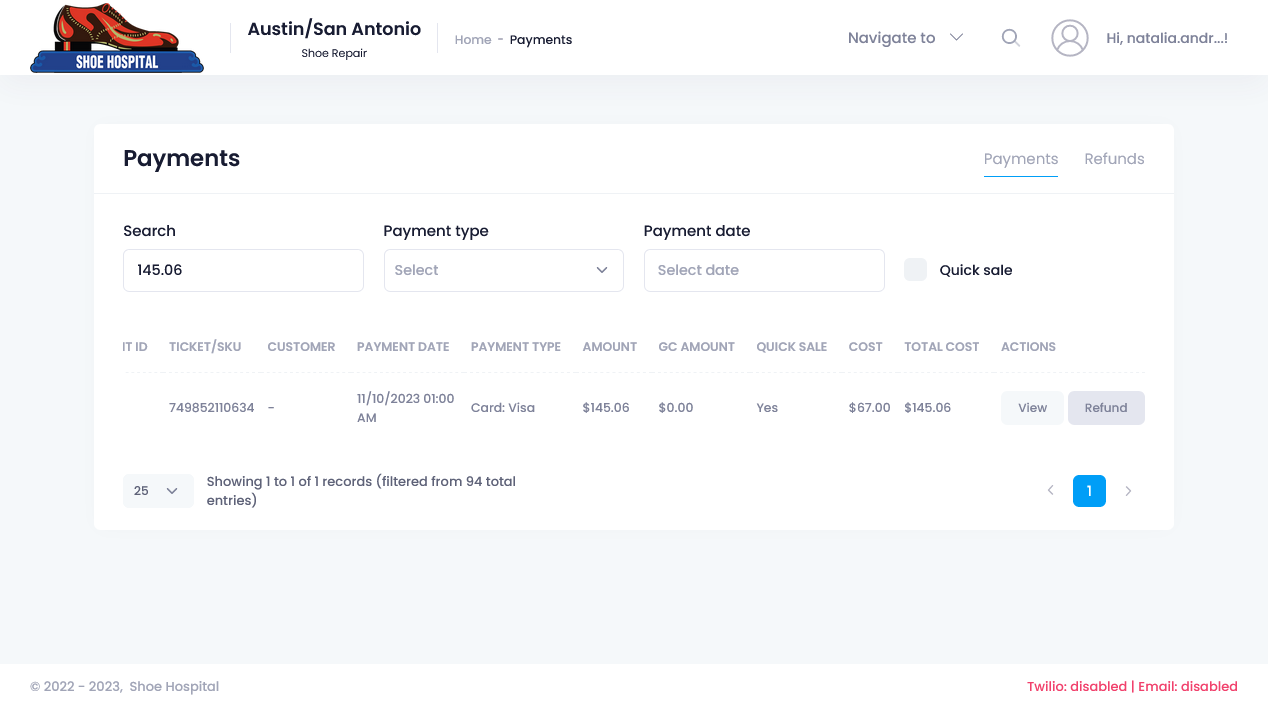 SHOE HOSPITAL
Austin/San Antonio
Shoe Repair
Home - Payments
Navigate to
Hi, natalia.andr...!
Payments
Payments Refunds
Search Payment type Payment date
145.06 Select Select date Quick sale
IT ID TICKET/SKU CUSTOMER PAYMENT DATE PAYMENT TYPE AMOUNT GC AMOUNT QUICK SALE COST TOTAL COST ACTIONS
749852110634 - 11/10/2023 01:00 AM Card: Visa $145.06 $0.00 Yes $67.00 $145.06 View Refund
25 Showing 1 to 1 of 1 records (filtered from 94 total
entries)
1
© 2022 - 2023, Shoe Hospital
Twilio: disabled | Email: disabled